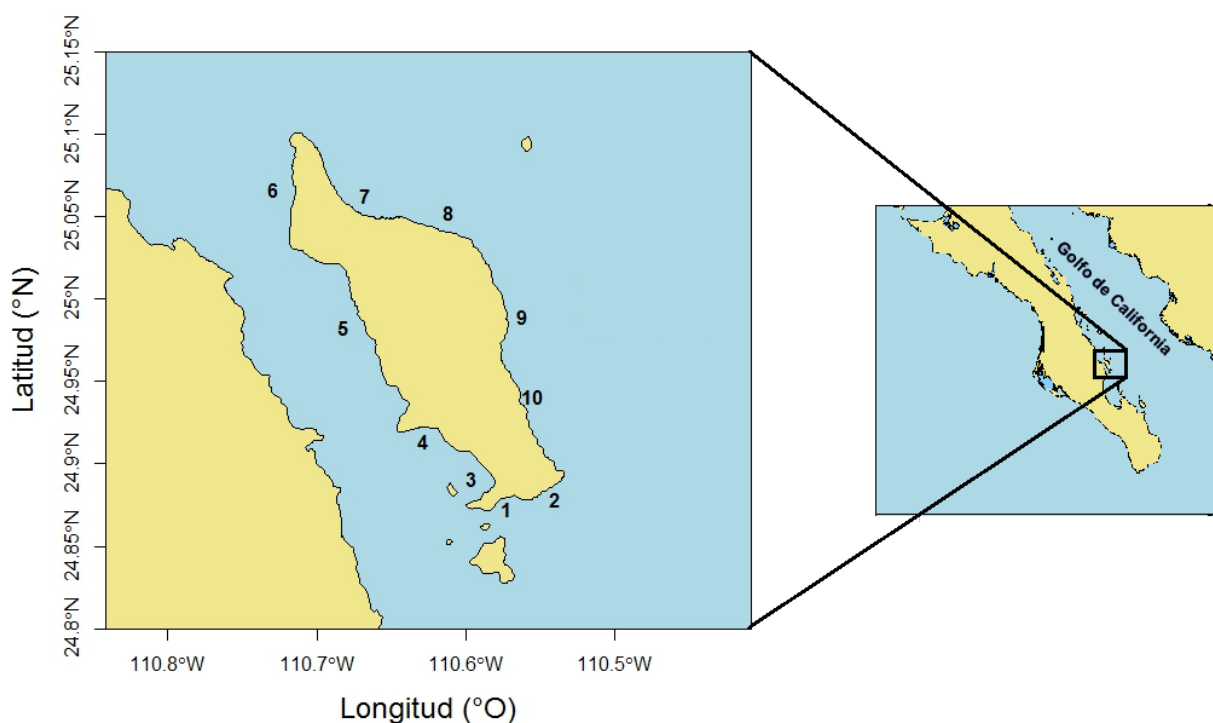 25.15°N
25.1°N
25.05°N
25°N
24.95°N
24.9°N
24.85°N
24.8°N
Latitud (°N)
6
7
8
5
9
10
4
3
2
1
110.8°W
110.7°W
110.6°W
110.5°W
Longitud (°O)
Golfo de California